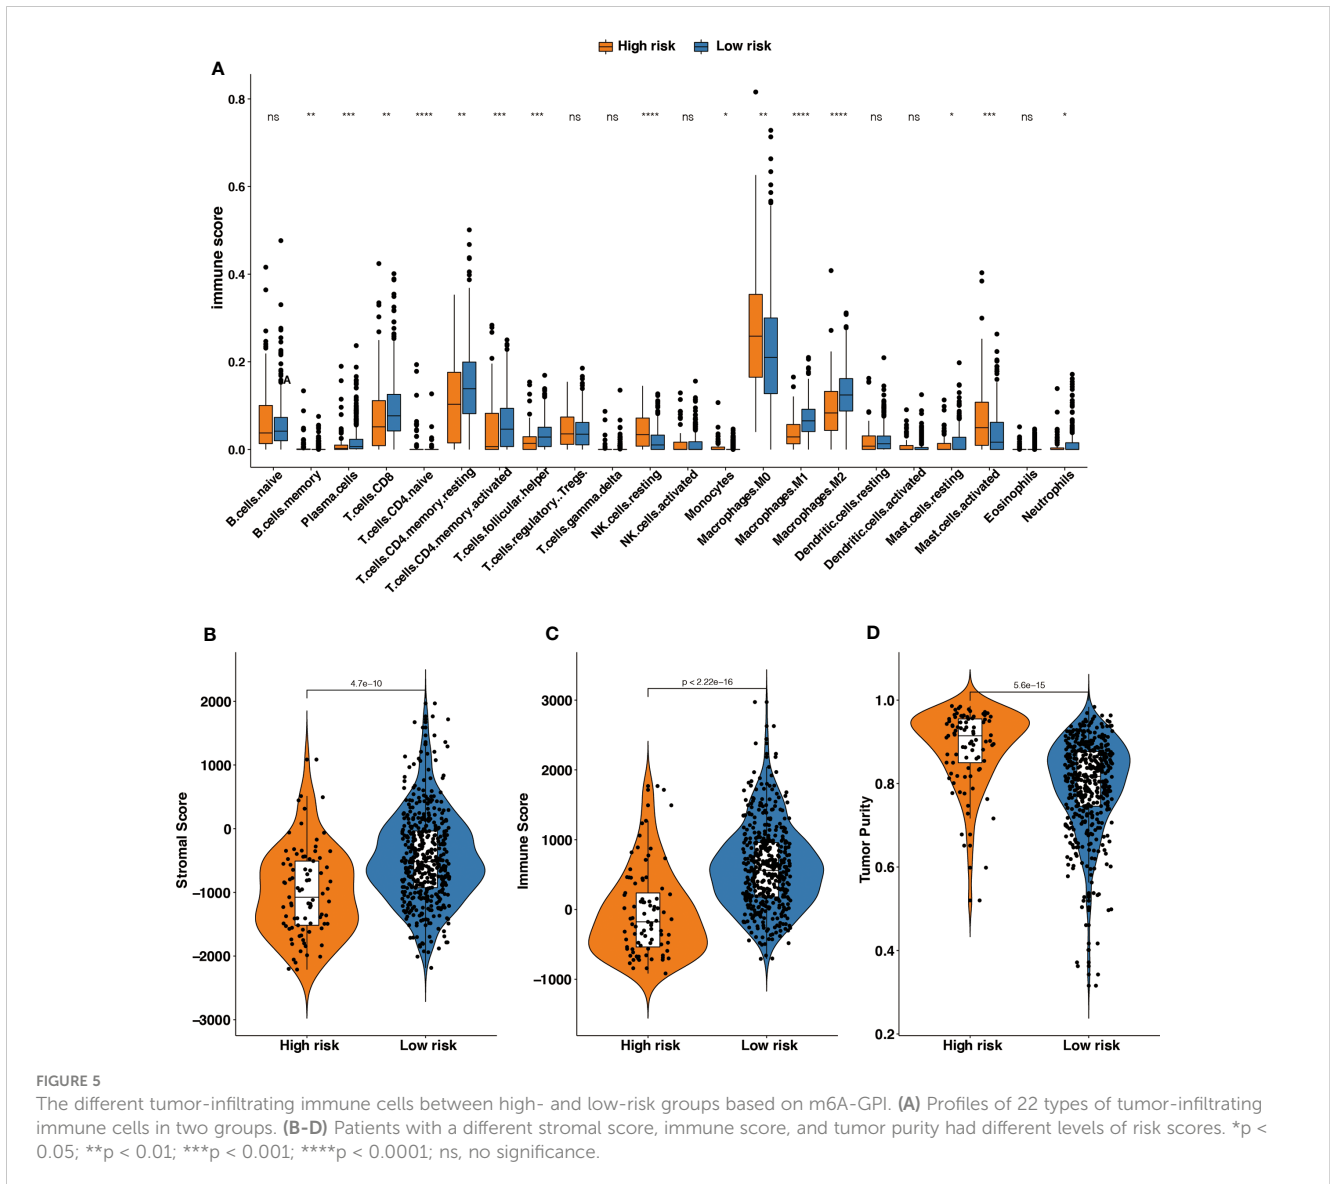 High risk Low risk
A
0.8
0.6
0.4
0.2
0.0
immune score
ns ** *** ** **** ** *** *** ns ns **** ns * ** **** **** ns ns * *** ns *
A
B.cells.naive
B.cells.memory
Plasma.cells
T.cells.CD8
T.cells.CD4.naive
T.cells.CD4.memory.resting
T.cells.CD4.memory.activated
T.cells.follicular.helper
T.cells.regulatory..Tregs.
T.cells.gamma.delta
NK.cells.resting
NK.cells.activated
Monocytes
Macrophages.M0
Macrophages.M1
Macrophages.M2
Dendritic.cells.resting
Dendritic.cells.activated
Mast.cells.resting
Mast.cells.activated
Eosinophils
Neutrophils
B
4.7e−10
2000
1000
0
−1000
−2000
−3000
Stromal Score
High risk Low risk
C
p < 2.22e−16
3000
2000
1000
0
−1000
Immune Score
High risk Low risk
D
5.6e−15
1.0
0.8
0.6
0.4
0.2
Tumor Purity
High risk Low risk
FIGURE 5
The different tumor-infiltrating immune cells between high- and low-risk groups based on m6A-GPI. (A) Profiles of 22 types of tumor-infiltrating
immune cells in two groups. (B-D) Patients with a different stromal score, immune score, and tumor purity had different levels of risk scores. *p <
0.05; **p < 0.01; ***p < 0.001; ****p < 0.0001; ns, no significance.